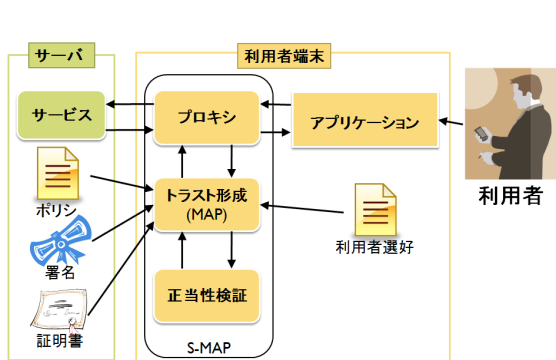 サーバ
利用者端末
サービス
プロキシ
アプリケーション
利用者
ポリシ
トラスト形成
(MAP)
利用者選好
署名
正当性検証
証明書
S-MAP